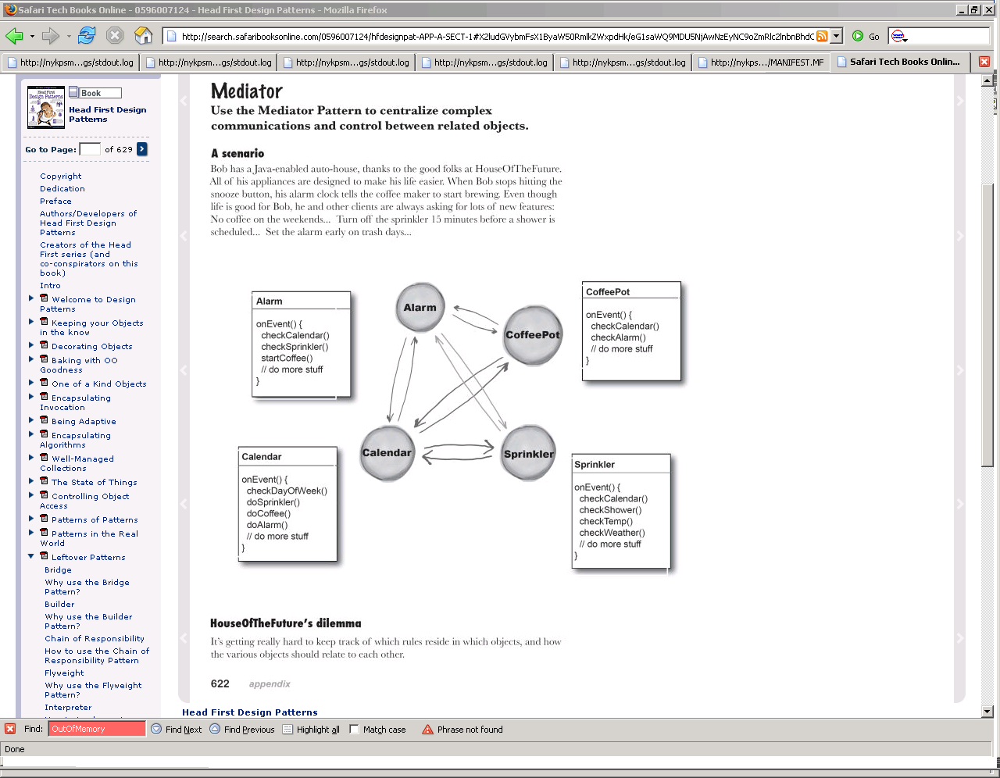 Safari Tech Books Online - 0596007124 - Head First Design Patterns - Mozilla Firefox
Go
http://nykpsm...gs/stdout.log
http://nykpsm...gs/stdout.log
http://nykpsm...gs/stdout.log
http://nykpsm...gs/stdout.log
http://nykpsm...gs/stdout.log
http://nykps.../MANIFEST.MF
Safari Tech Books Onlin...
Book
Head First Design
Patterns
Go to Page: of 629
Copyright
Dedication
Preface
Authors/Developers of
Head First Design
Patterns
Creators of the Head
First series (and
co-conspirators on this
book)
Intro
Welcome to Design
Patterns
Keeping your Objects
in the know
Decorating Objects
Baking with OO
Goodness
One of a Kind Objects
Encapsulating
Invocation
Being Adaptive
Encapsulating
Algorithms
Well-Managed
Collections
The State of Things
Controlling Object
Access
Patterns of Patterns
Patterns in the Real
World
Leftover Patterns
Bridge
Why use the Bridge
Pattern?
Builder
Why use the Builder
Pattern?
Chain of Responsibility
How to use the Chain of
Responsibility Pattern
Flyweight
Why use the Flyweight
Pattern?
Interpreter
Mediator
Use the Mediator Pattern to centralize complex
communications and control between related objects.
A scenario
Bob has a Java-enabled auto-house, thanks to the good folks at HouseOfTheFuture.
All of his appliances are designed to make his life easier. When Bob stops hitting the
snooze button, his alarm clock tells the coffee maker to start brewing. Even though
life is good for Bob, he and other clients are always asking for lots of new features:
No coffee on the weekends... Turn off the sprinkler 15 minutes before a shower is
scheduled... Set the alarm early on trash days...
Alarm
onEvent() {
checkCalendar()
checkSprinkler()
startCoffee()
// do more stuff
}
Alarm
CoffeePot
Calendar
Sprinkler
CoffeePot
onEvent() {
checkCalendar()
checkAlarm()
// do more stuff
}
Calendar
onEvent() {
checkDayOfWeek()
doSprinkler()
doCoffee()
doAlarm()
// do more stuff
}
Sprinkler
onEvent() {
checkCalendar()
checkShower()
checkTemp()
checkWeather()
// do more stuff
}
HouseOfTheFuture's dilemma
It's getting really hard to keep track of which rules reside in which objects, and how
the various objects should relate to each other.
622 appendix
Head First Design Patterns
Find: OutOfMemory Find Next Find Previous Highlight all Match case Phrase not found
Done